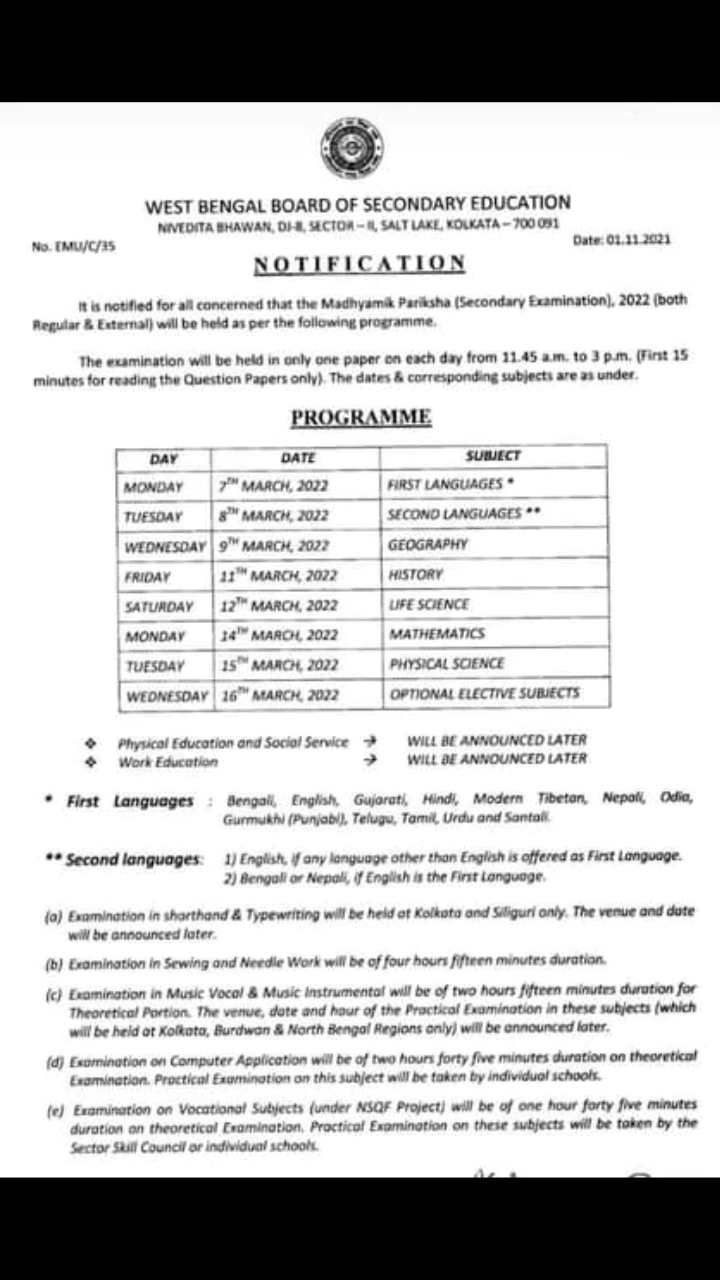 WEST BENGAL BOARD OF SECONDARY EDUCATION
NIVEDITA BHAWAN, DJ-8, SECTOR – II, SALT LAKE, KOLKATA – 700 091
No. EMU/C/35
Date: 01.11.2021
NOTIFICATION
It is notified for all concerned that the Madhyamik Pariksha (Secondary Examination), 2022 (both
Regular & External) will be held as per the following programme.
The examination will be held in only one paper on each day from 11.45 a.m. to 3 p.m. (First 15
minutes for reading the Question Papers only). The dates & corresponding subjects are as under.
PROGRAMME
DAY DATE SUBJECT
MONDAY 7TH MARCH, 2022 FIRST LANGUAGES *
TUESDAY 8TH MARCH, 2022 SECOND LANGUAGES **
WEDNESDAY 9TH MARCH, 2022 GEOGRAPHY
FRIDAY 11TH MARCH, 2022 HISTORY
SATURDAY 12TH MARCH, 2022 LIFE SCIENCE
MONDAY 14TH MARCH, 2022 MATHEMATICS
TUESDAY 15TH MARCH, 2022 PHYSICAL SCIENCE
WEDNESDAY 16TH MARCH, 2022 OPTIONAL ELECTIVE SUBJECTS
❖ Physical Education and Social Service → WILL BE ANNOUNCED LATER
❖ Work Education → WILL BE ANNOUNCED LATER
* First Languages : Bengali, English, Gujarati, Hindi, Modern Tibetan, Nepali, Odia,
Gurmukhi (Punjabi), Telugu, Tamil, Urdu and Santali.
** Second languages: 1) English, if any language other than English is offered as First Language.
2) Bengali or Nepali, if English is the First Language.
(a) Examination in shorthand & Typewriting will be held at Kolkata and Siliguri only. The venue and date
will be announced later.
(b) Examination in Sewing and Needle Work will be of four hours fifteen minutes duration.
(c) Examination in Music Vocal & Music Instrumental will be of two hours fifteen minutes duration for
Theoretical Portion. The venue, date and hour of the Practical Examination in these subjects (which
will be held at Kolkata, Burdwan & North Bengal Regions only) will be announced later.
(d) Examination on Computer Application will be of two hours forty five minutes duration on theoretical
Examination. Practical Examination on this subject will be taken by individual schools.
(e) Examination on Vocational Subjects (under NSQF Project) will be of one hour forty five minutes
duration on theoretical Examination. Practical Examination on these subjects will be taken by the
Sector Skill Council or individual schools.